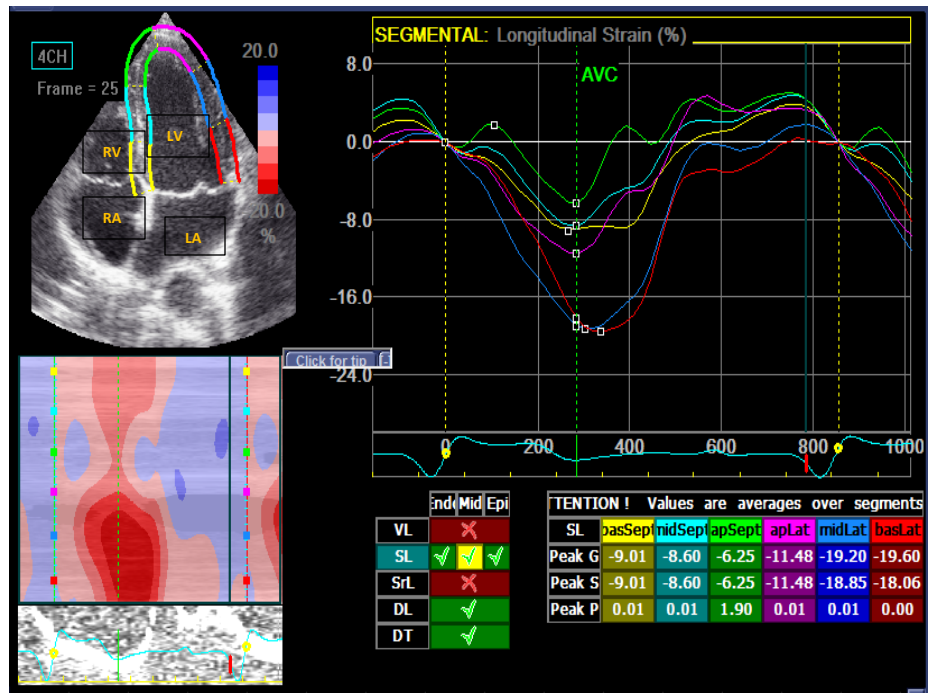 SEGMENTAL: Longitudinal Strain (%)
4CH
20.0
Frame = 25
8.0
AVC
LV
RV
0.0
RA
LA
20.0
%
-8.0
-16.0
Click for tip
-24.0
0 200 400 600 800 1000
Endo Mid Epi
VL
SL
SrL
DL
DT
TTENTION ! Values are averages over segments
SL basSept midSept apSept apLat midLat basLat
Peak G -9.01 -8.60 -6.25 -11.48 -19.20 -19.60
Peak S -9.01 -8.60 -6.25 -11.48 -18.85 -18.06
Peak P 0.01 0.01 1.90 0.01 0.01 0.00